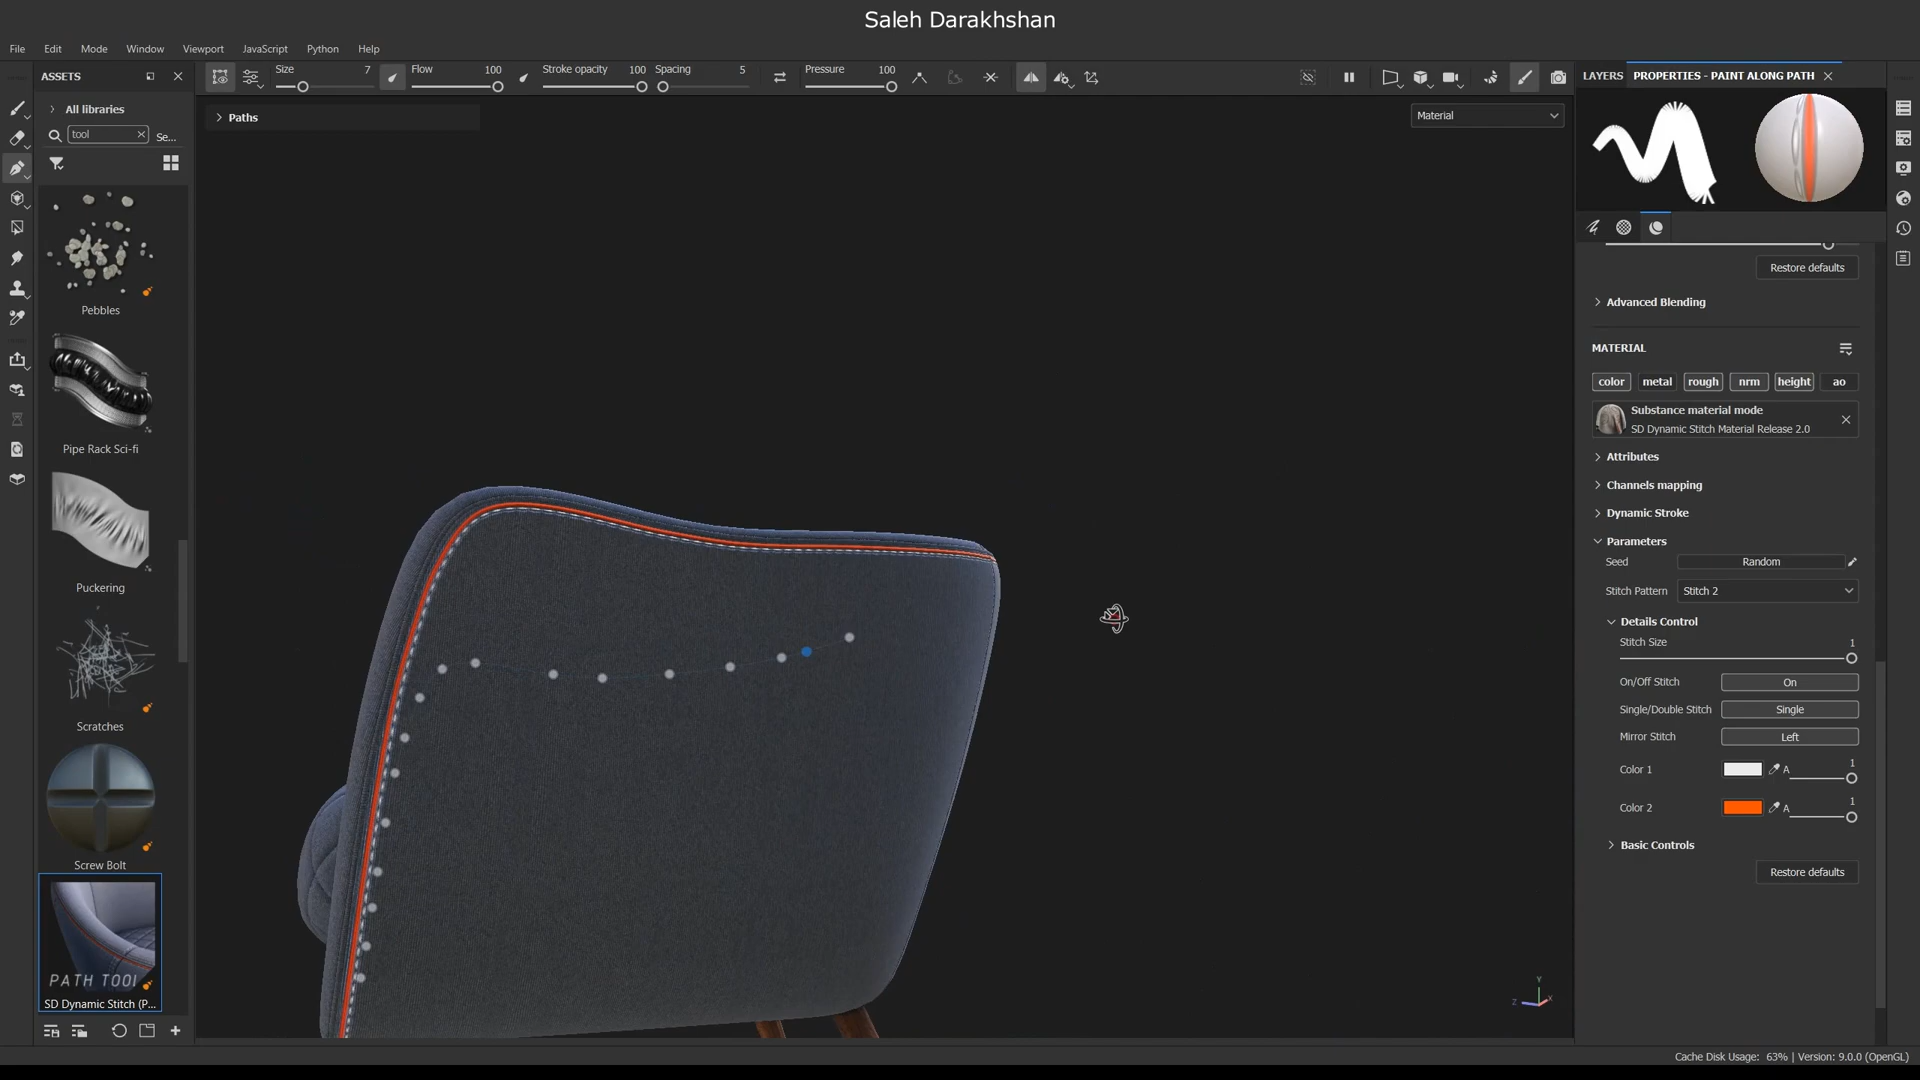 Saleh Darakhshan
File Edit Mode Window Viewport JavaScript Python Help
ASSETS
Size 7 Flow 100 Stroke opacity 100 Spacing 5 Pressure 100
LAYERS PROPERTIES - PAINT ALONG PATH
All libraries
tool Se...
Paths
Material
Pebbles
Pipe Rack Sci-fi
Puckering
Scratches
Screw Bolt
PATH TOOL
SD Dynamic Stitch (P...
Restore defaults
Advanced Blending
MATERIAL
color metal rough nrm height ao
Substance material mode
SD Dynamic Stitch Material Release 2.0
Attributes
Channels mapping
Dynamic Stroke
Parameters
Seed Random
Stitch Pattern Stitch 2
Details Control
Stitch Size 1
On/Off Stitch On
Single/Double Stitch Single
Mirror Stitch Left
Color 1 A 1
Color 2 A 1
Basic Controls
Restore defaults
Y
Z X
Cache Disk Usage: 63% | Version: 9.0.0 (OpenGL)